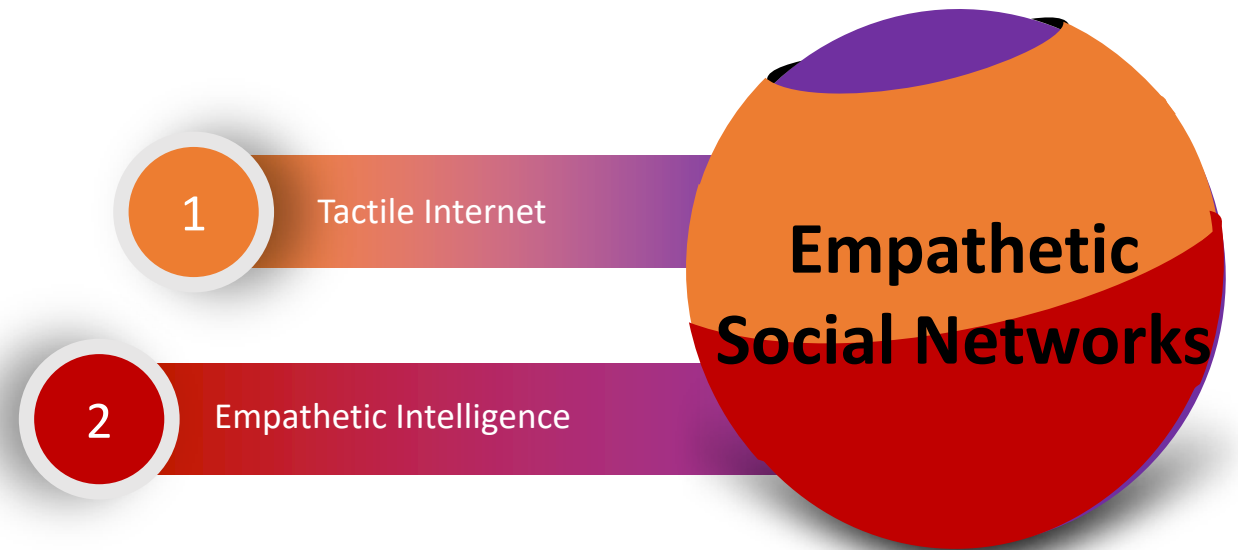 1
Tactile Internet
Empathetic
Social Networks
2
Empathetic Intelligence